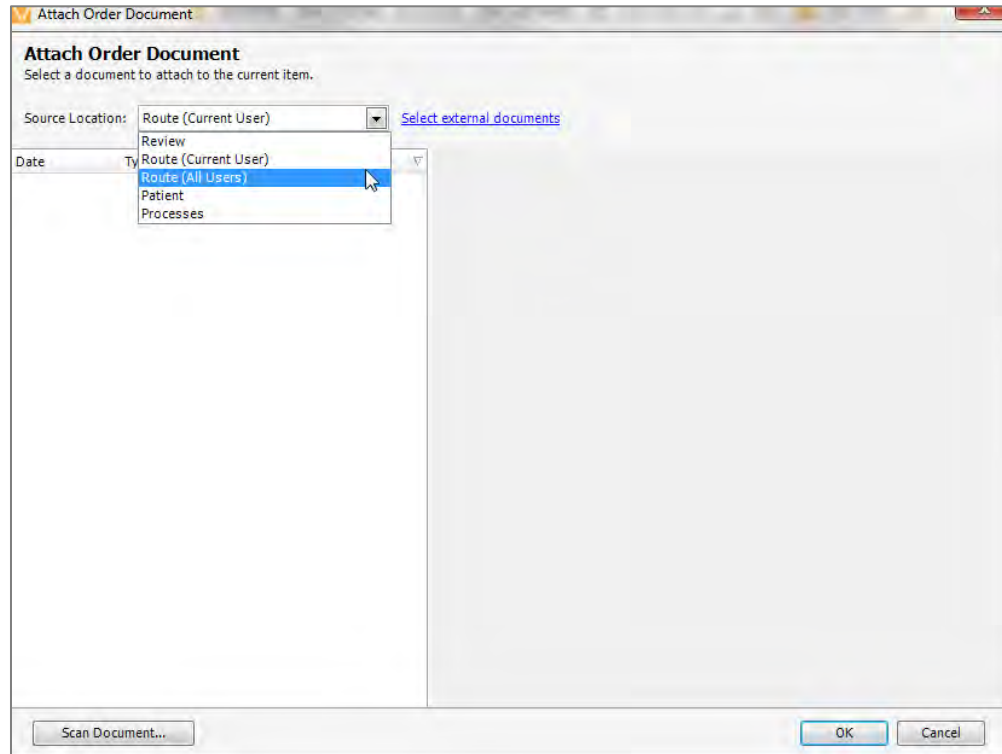 Attach Order Document
Attach Order Document
Select a document to attach to the current item.
Source Location: Route (Current User) Select external documents
Review
Date Ty Route (Current User)
Route (All Users)
Patient
Processes
Scan Document... OK Cancel